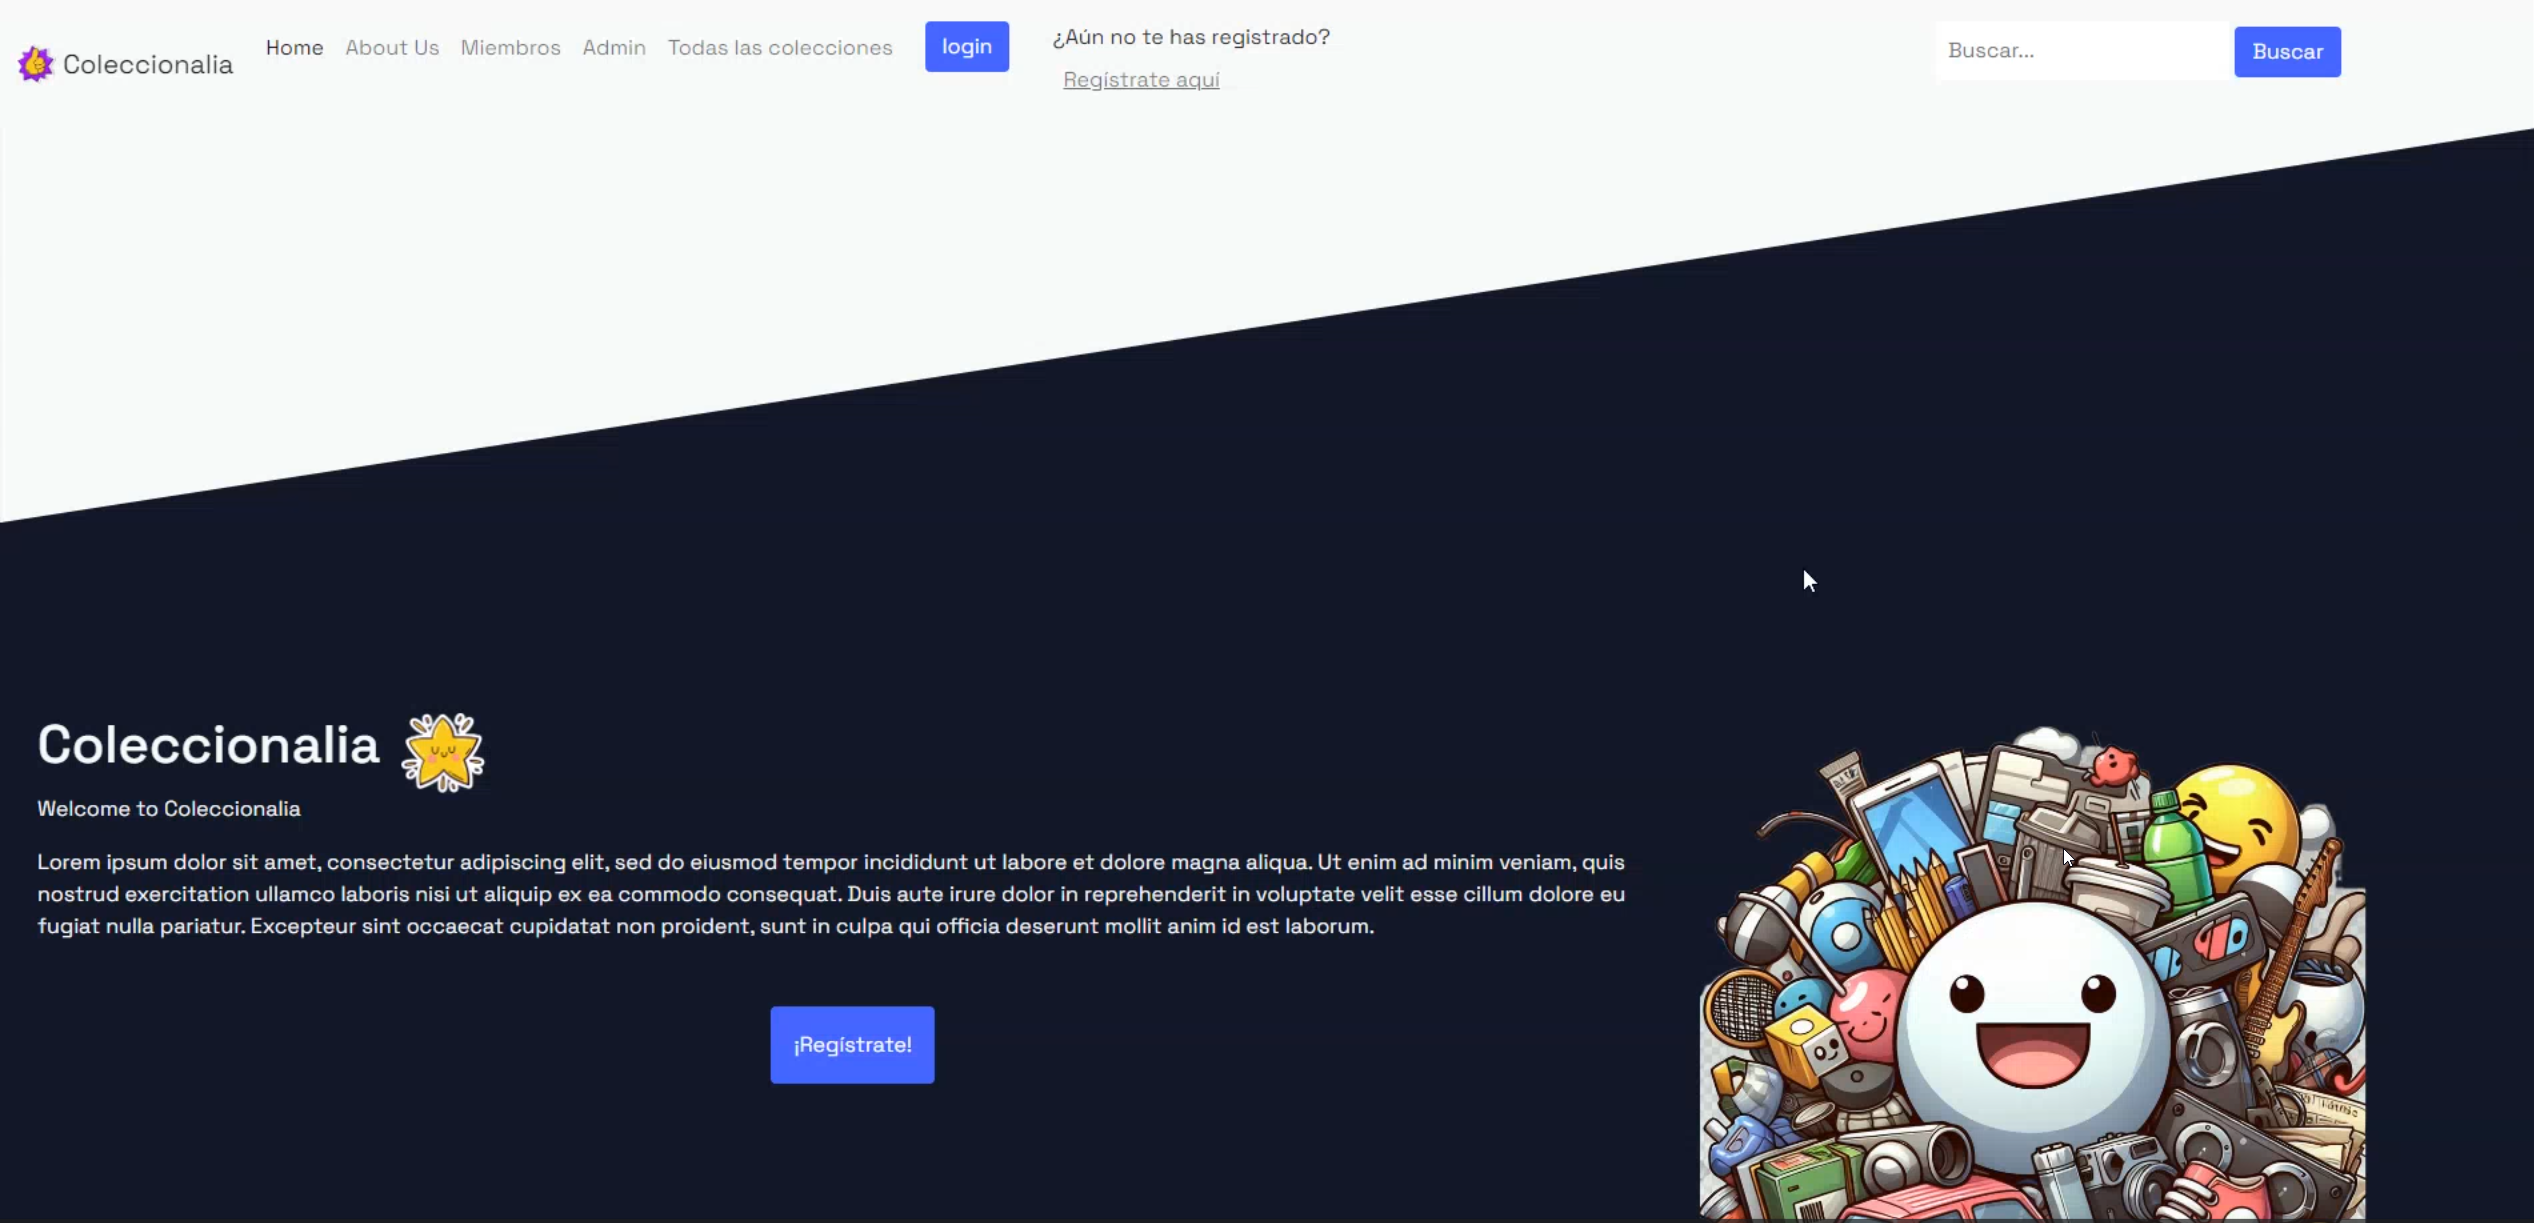 Coleccionalia
Home
About Us
Miembros
Admin
Todas las colecciones
login
¿Aún no te has registrado?
Regístrate aquí
Buscar...
Buscar
Coleccionalia
Welcome to Coleccionalia
Lorem ipsum dolor sit amet, consectetur adipiscing elit, sed do eiusmod tempor incididunt ut labore et dolore magna aliqua. Ut enim ad minim veniam, quis
nostrud exercitation ullamco laboris nisi ut aliquip ex ea commodo consequat. Duis aute irure dolor in reprehenderit in voluptate velit esse cillum dolore eu
fugiat nulla pariatur. Excepteur sint occaecat cupidatat non proident, sunt in culpa qui officia deserunt mollit anim id est laborum.
¡Regístrate!